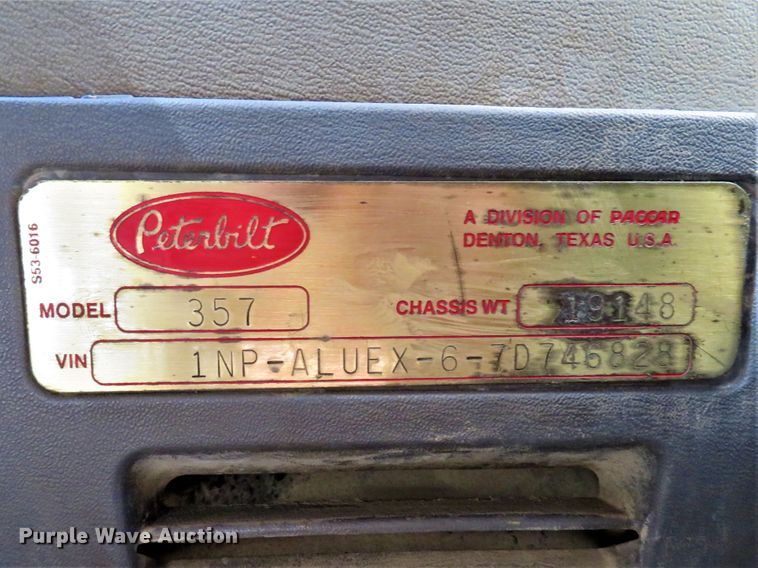 Peterbilt
A DIVISION OF PACCAR
DENTON, TEXAS U.S.A.
S53-6016
MODEL 357
CHASSIS WT 19148
VIN 1NP-ALUEX-6-7D746828
Purple Wave Auction